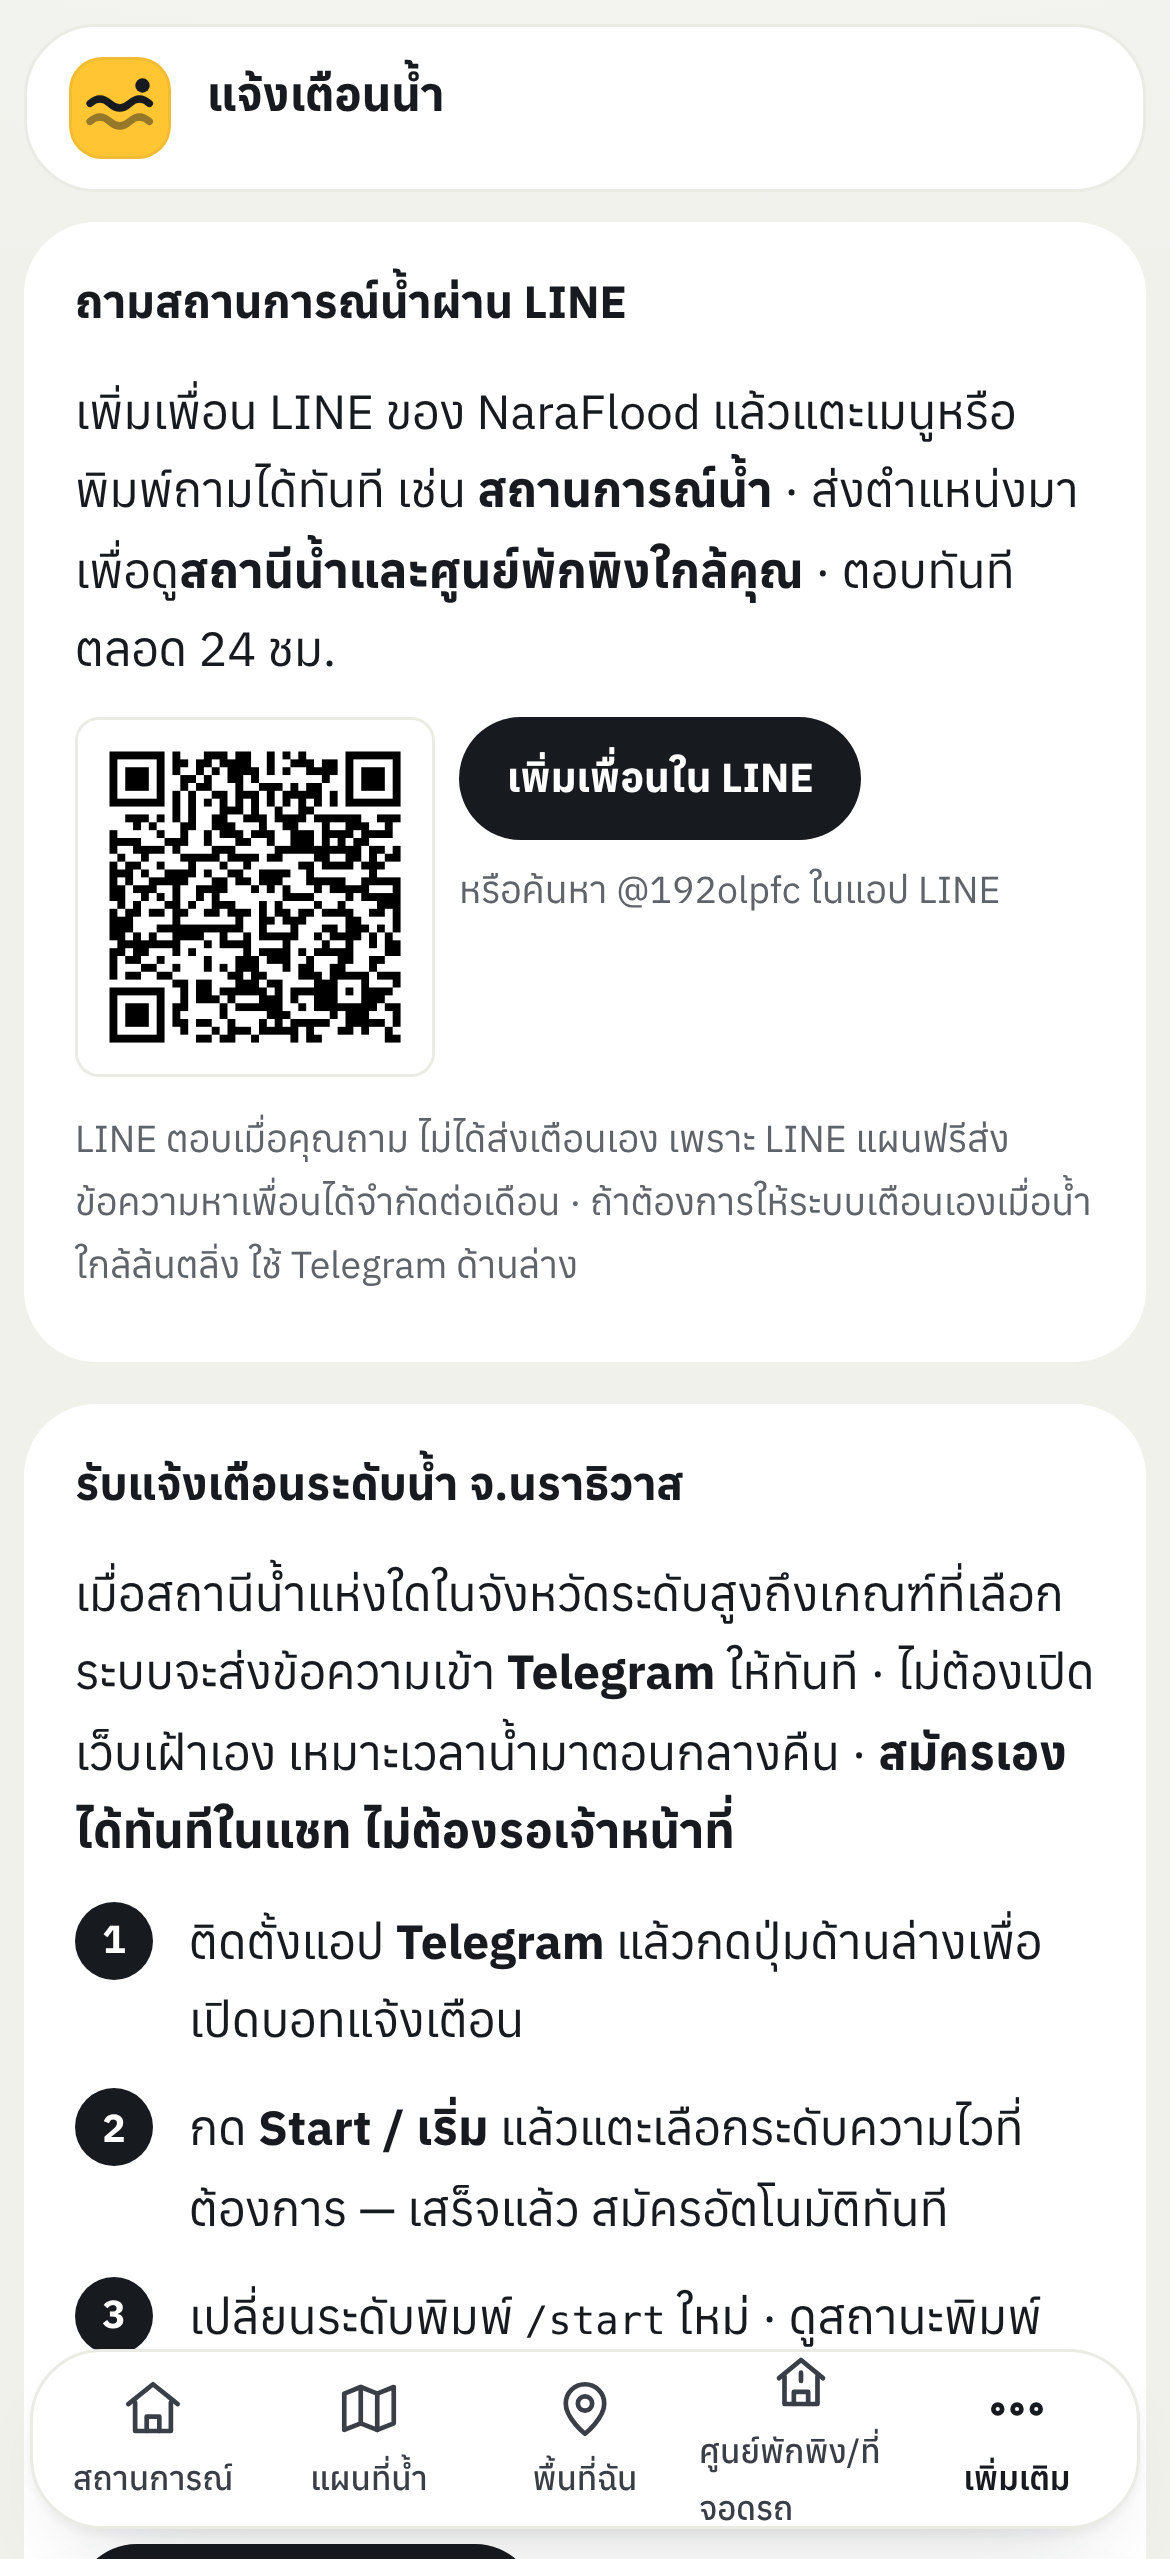 แจ้งเตือนน้ำ
ถามสถานการณ์น้ำผ่าน LINE
เพิ่มเพื่อน LINE ของ NaraFlood แล้วแตะเมนูหรือ
พิมพ์ถามได้ทันที เช่น สถานการณ์น้ำ · ส่งตำแหน่งมา
เพื่อดูสถานีน้ำและศูนย์พักพิงใกล้คุณ · ตอบทันที
ตลอด 24 ชม.
เพิ่มเพื่อนใน LINE
หรือค้นหา @192olpfc ในแอป LINE
LINE ตอบเมื่อคุณถาม ไม่ได้ส่งเตือนเอง เพราะ LINE แผนฟรีส่ง
ข้อความหาเพื่อนได้จำกัดต่อเดือน · ถ้าต้องการให้ระบบเตือนเองเมื่อน้ำ
ใกล้ล้นตลิ่ง ใช้ Telegram ด้านล่าง
รับแจ้งเตือนระดับน้ำ จ.นราธิวาส
เมื่อสถานีน้ำแห่งใดในจังหวัดระดับสูงถึงเกณฑ์ที่เลือก
ระบบจะส่งข้อความเข้า Telegram ให้ทันที · ไม่ต้องเปิด
เว็บเฝ้าเอง เหมาะเวลาน้ำมาตอนกลางคืน · สมัครเอง
ได้ทันทีในแชท ไม่ต้องรอเจ้าหน้าที่
1 ติดตั้งแอป Telegram แล้วกดปุ่มด้านล่างเพื่อ
เปิดบอทแจ้งเตือน
2 กด Start / เริ่ม แล้วแตะเลือกระดับความไวที่
ต้องการ — เสร็จแล้ว สมัครอัตโนมัติทันที
3 เปลี่ยนระดับพิมพ์ /start ใหม่ · ดูสถานะพิมพ์
สถานการณ์
แผนที่น้ำ
พื้นที่ฉัน
ศูนย์พักพิง/ที่
จอดรถ
เพิ่มเติม